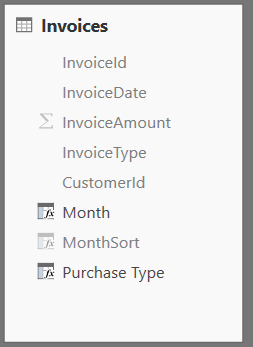 Invoices
InvoiceId
InvoiceDate
InvoiceAmount
InvoiceType
CustomerId
Month
MonthSort
Purchase Type